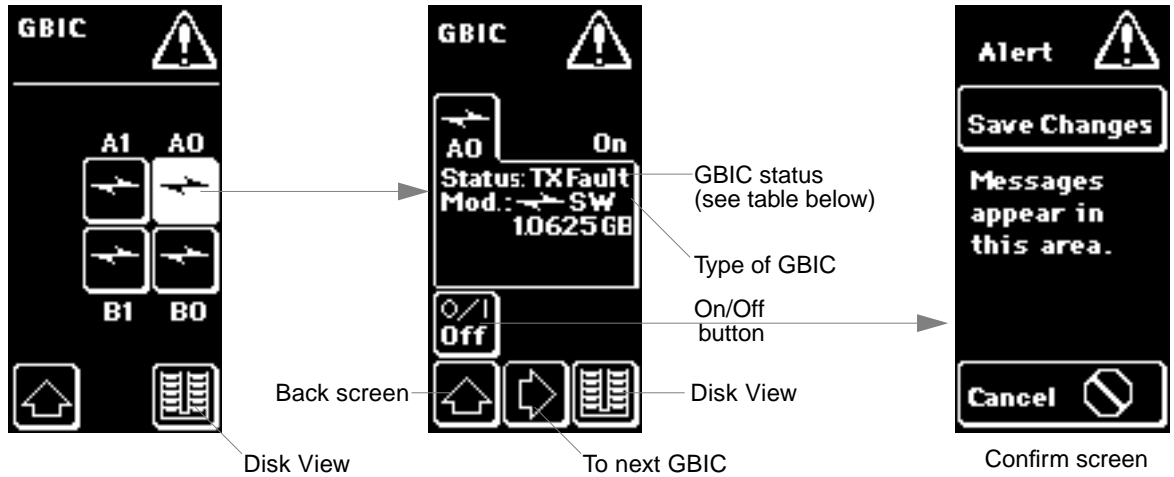 GBIC
A1 A0
B1 B0
Disk View
GBIC
A0 On
Status: TX Fault
Mod.: SW
1.0625 GB
O/I
Off
GBIC status
(see table below)
Type of GBIC
On/Off
button
Back screen
Disk View
To next GBIC
Alert
Save Changes
Messages
appear in
this area.
Cancel
Confirm screen